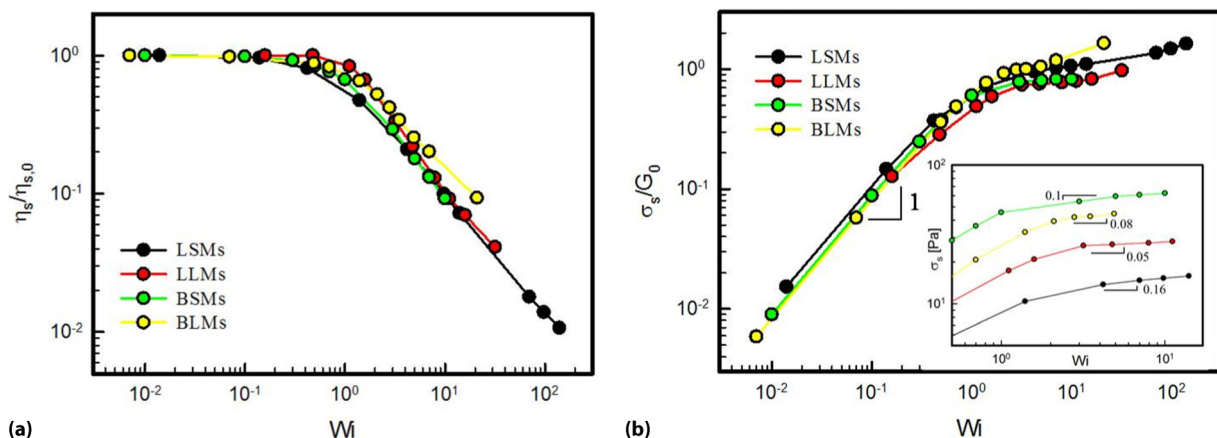 η_s/η_s,0
10^0
10^-1
10^-2
LSMs
LLMs
BSMs
BLMs
10^-2 10^-1 10^0 10^1 10^2
Wi
(a)
σ_s/G_0
10^0
10^-1
10^-2
10^-3
LSMs
LLMs
BSMs
BLMs
1
σ_s [Pa]
10^2
10^1
0.1
0.08
0.05
0.16
10^0 Wi 10^1
10^-2 10^-1 10^0 10^1 10^2
Wi
(b)